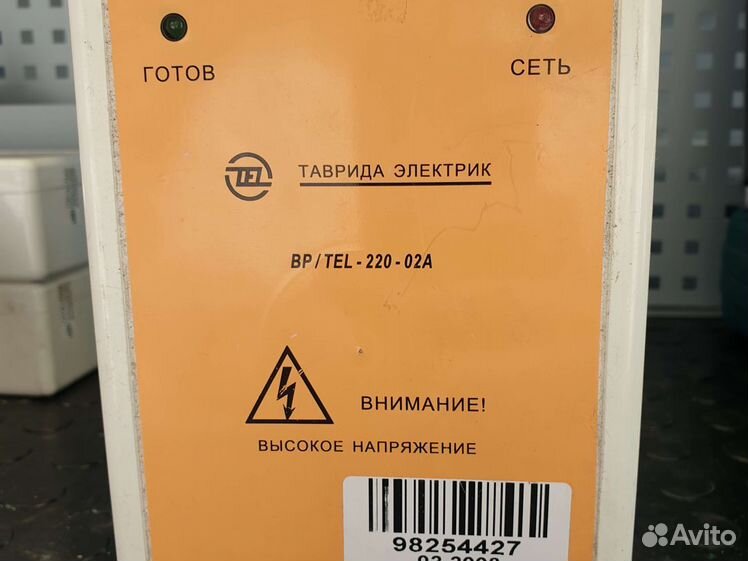 ГОТОВ СЕТЬ
TEL ТАВРИДА ЭЛЕКТРИК
BP/TEL-220-02A
ВНИМАНИЕ!
ВЫСОКОЕ НАПРЯЖЕНИЕ
98254427
Avito